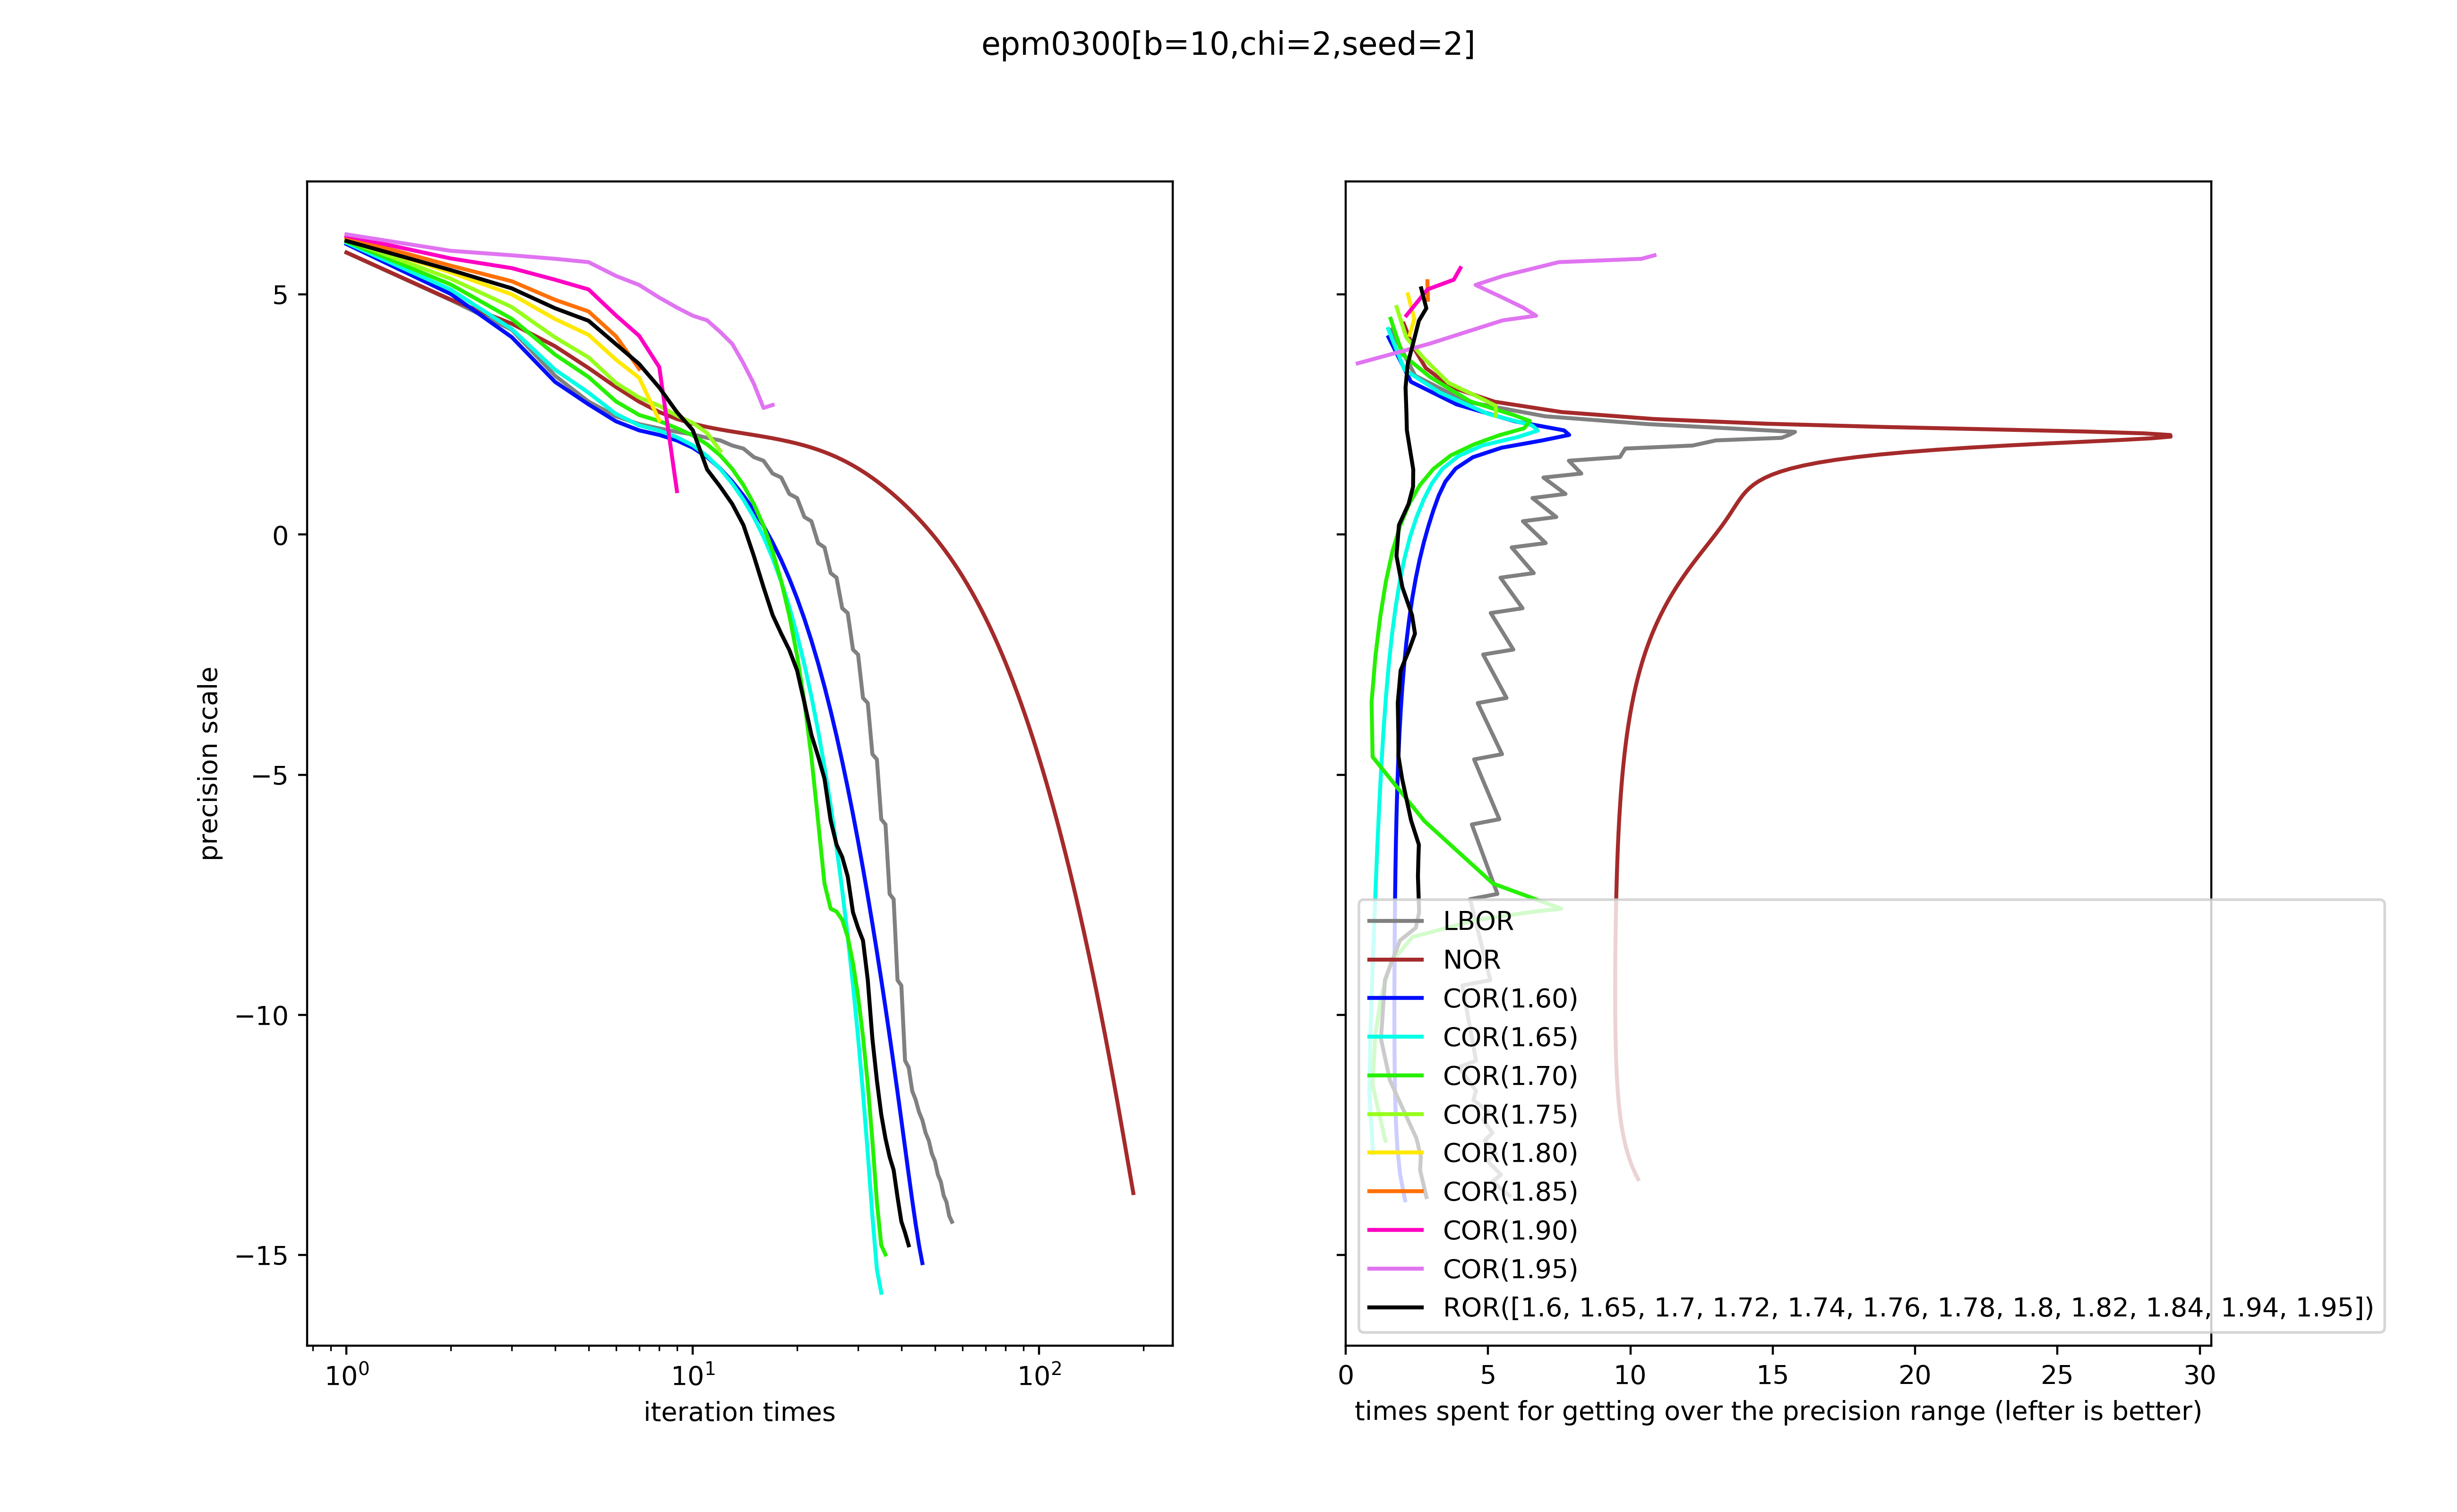 epm0300[b=10,chi=2,seed=2]
precision scale
5
0
−5
−10
−15
10⁰
10¹
10²
iteration times
LBOR
NOR
COR(1.60)
COR(1.65)
COR(1.70)
COR(1.75)
COR(1.80)
COR(1.85)
COR(1.90)
COR(1.95)
ROR([1.6, 1.65, 1.7, 1.72, 1.74, 1.76, 1.78, 1.8, 1.82, 1.84, 1.94, 1.95])
0 5 10 15 20 25 30
times spent for getting over the precision range (lefter is better)